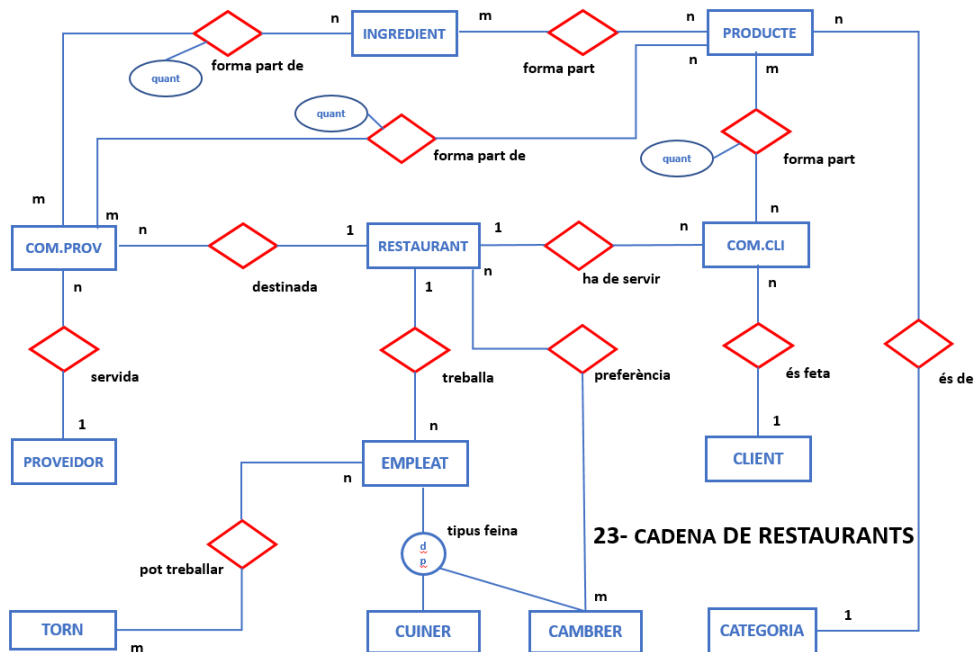 n
INGREDIENT
m
n
PRODUCTE
n
forma part de
forma part
quant
n
m
quant
forma part de
quant
forma part
m
m
n
COM.PROV
n
1
RESTAURANT
1
n
COM.CLI
destinada
n
ha de servir
n
1
n
servida
treballa
preferència
és feta
és de
1
n
1
PROVEIDOR
EMPLEAT
n
CLIENT
tipus feina
23- CADENA DE RESTAURANTS
d
p
pot treballar
m
1
TORN
m
CUINER
CAMBRER
CATEGORIA